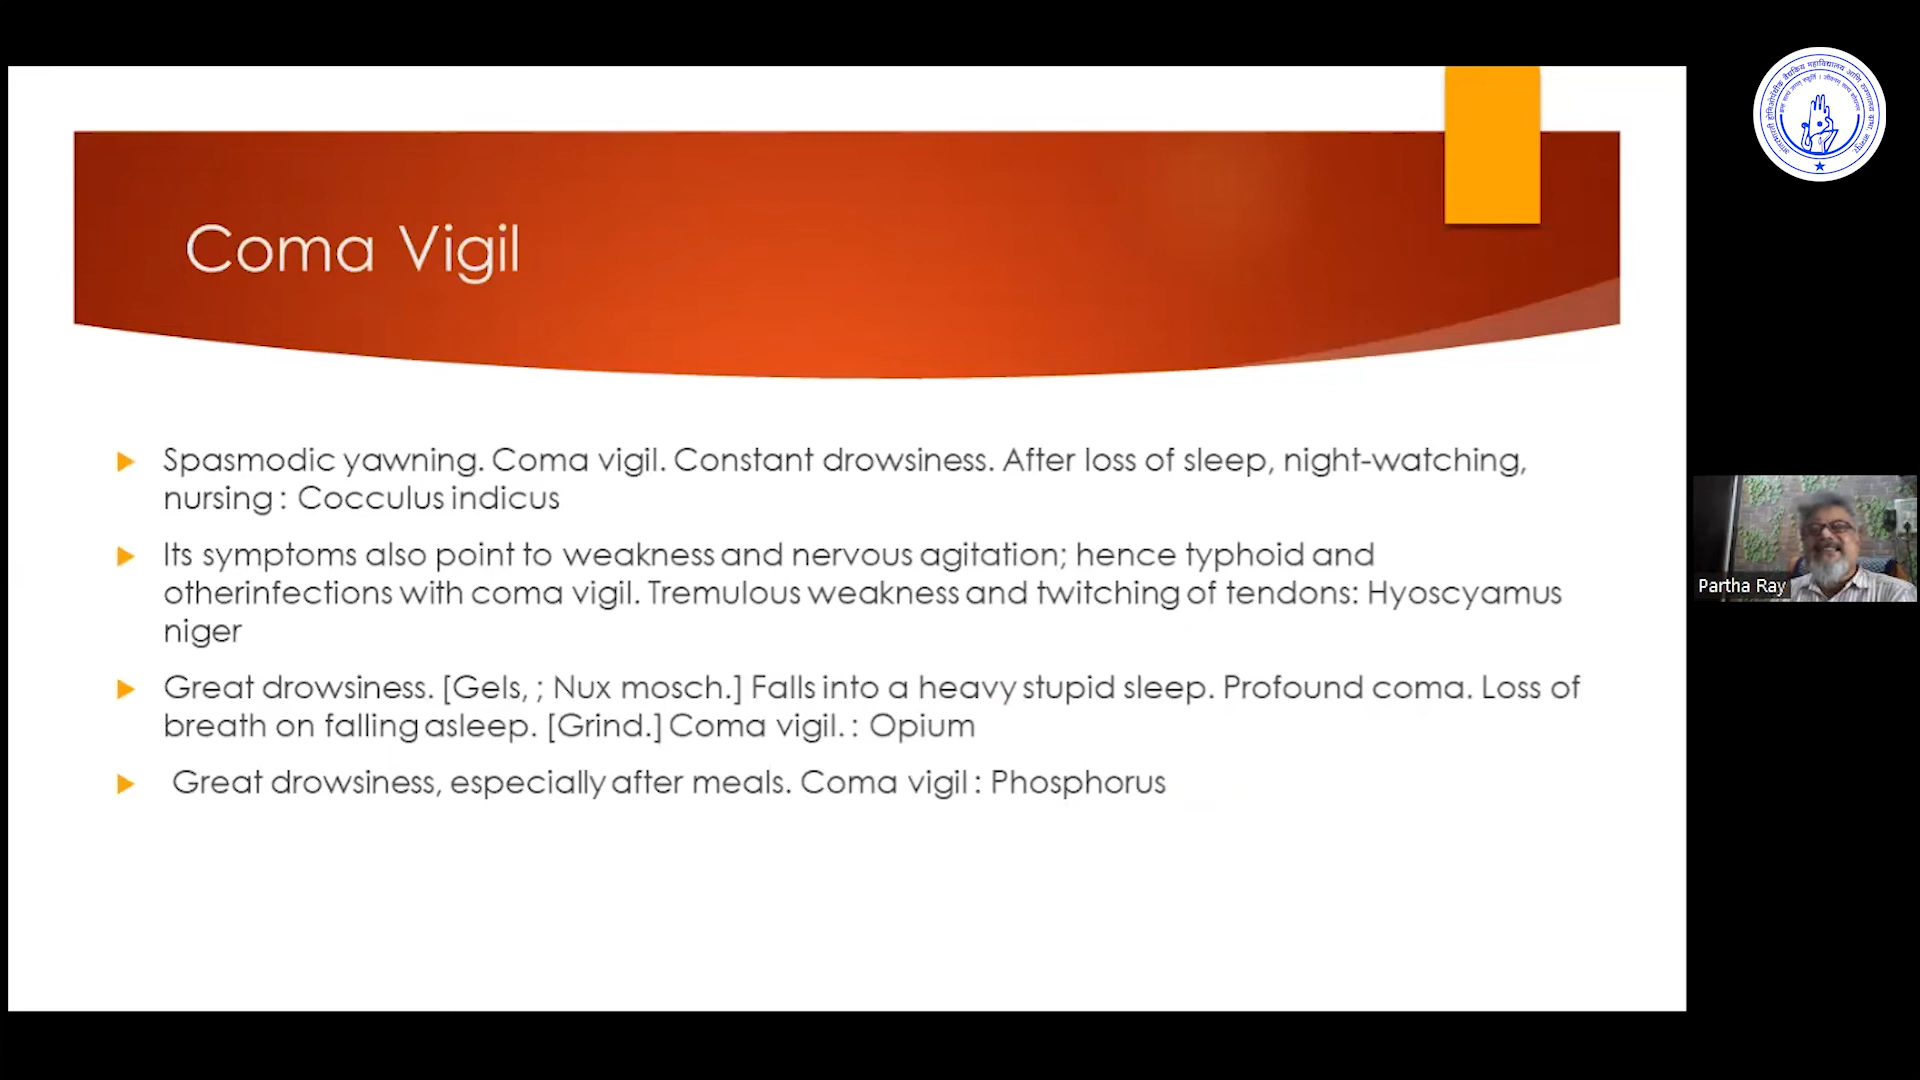 Coma Vigil
Spasmodic yawning. Coma vigil. Constant drowsiness. After loss of sleep, night-watching,
nursing : Cocculus indicus
Its symptoms also point to weakness and nervous agitation; hence typhoid and
otherinfections with coma vigil. Tremulous weakness and twitching of tendons: Hyoscyamus
niger
Great drowsiness. [Gels, ; Nux mosch.] Falls into a heavy stupid sleep. Profound coma. Loss of
breath on falling asleep. [Grind.] Coma vigil. : Opium
Great drowsiness, especially after meals. Coma vigil : Phosphorus
Partha Ray